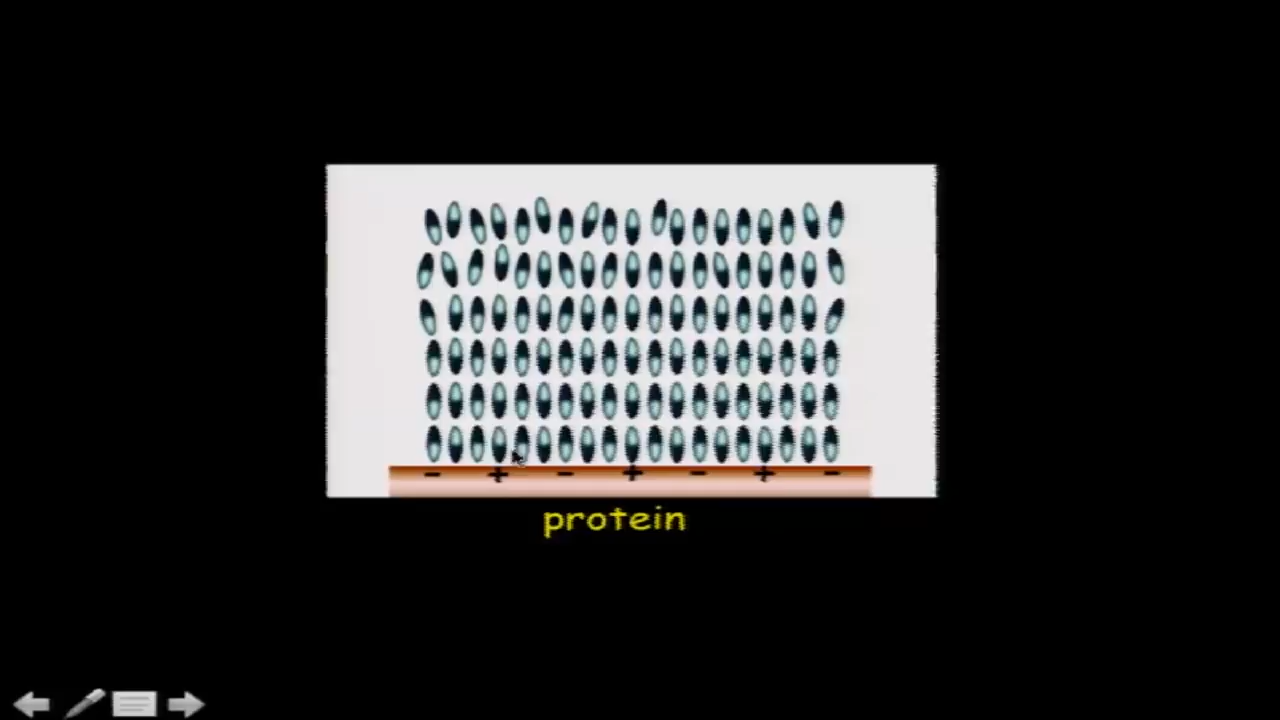 - + - + - + -
protein